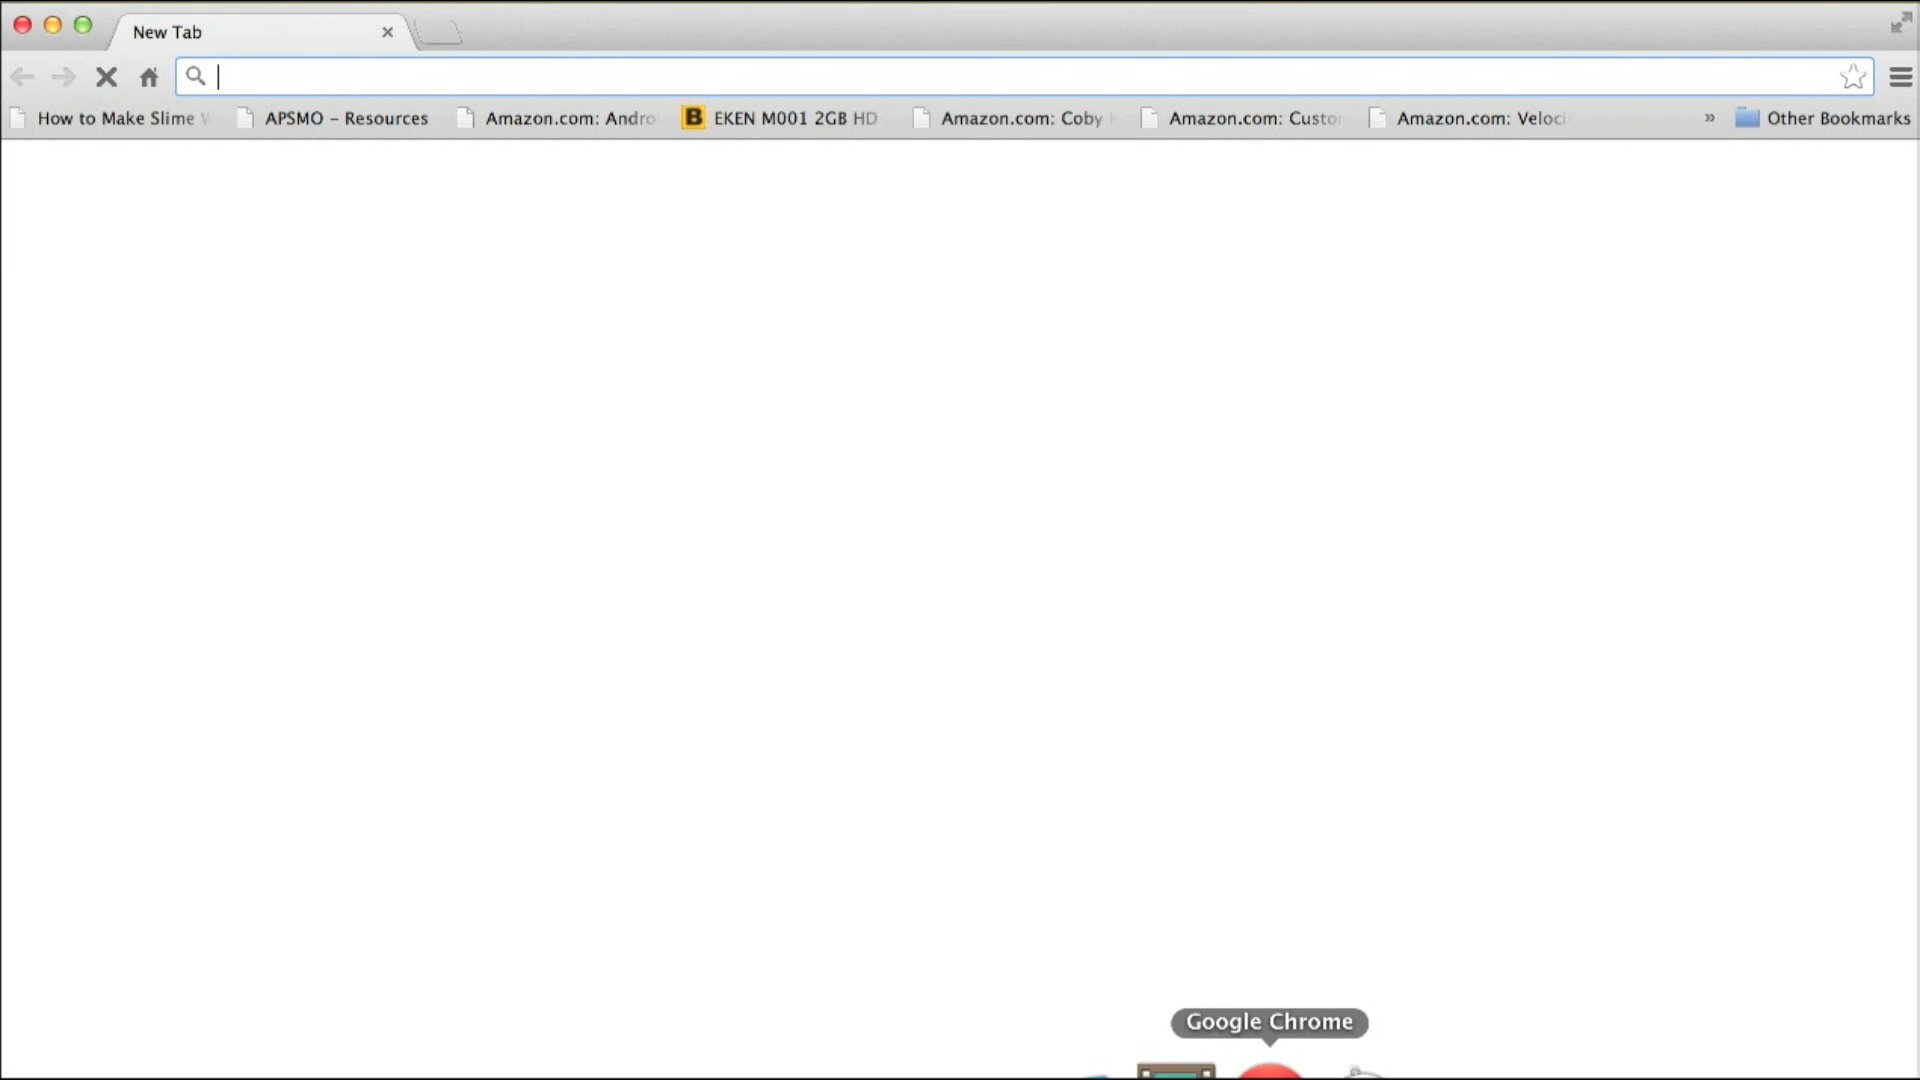 New Tab
How to Make Slime W
APSMO – Resources
Amazon.com: Andro
B EKEN M001 2GB HD
Amazon.com: Coby
Amazon.com: Custo
Amazon.com: Veloci
» Other Bookmarks
Google Chrome